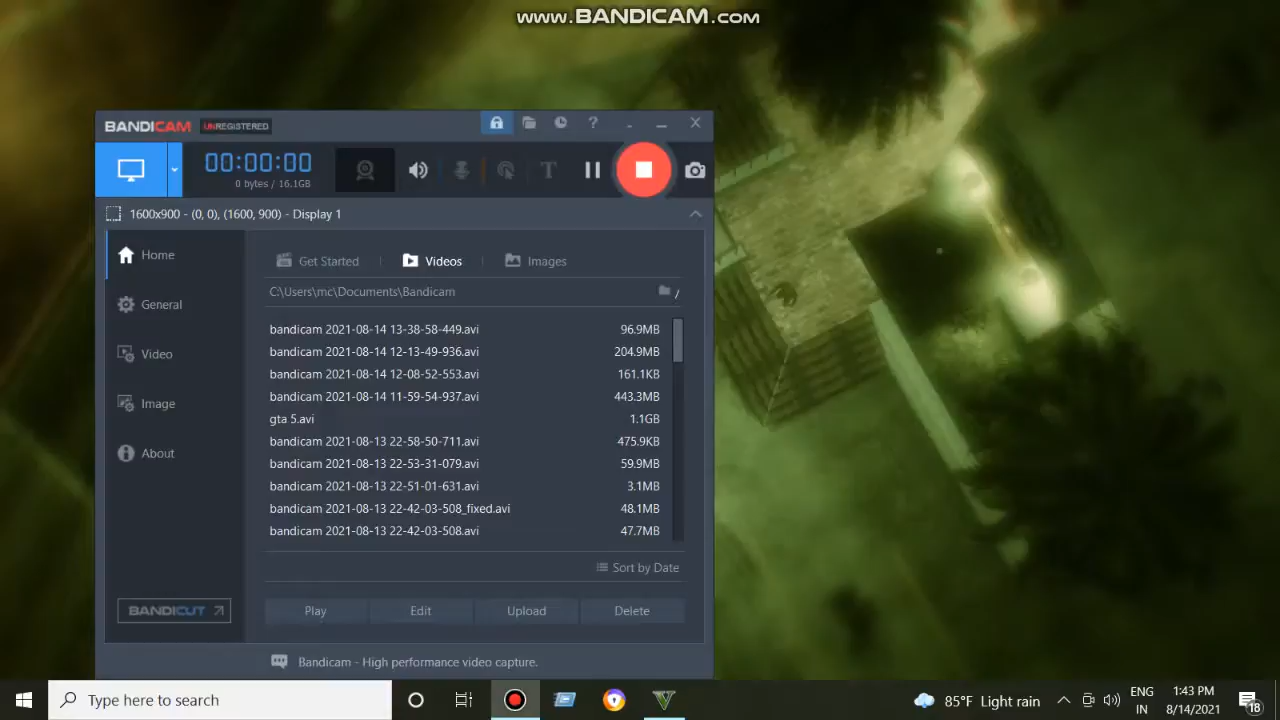 www.BANDICAM.com
BANDICAM UNREGISTERED
00:00:00
0 bytes / 16.1GB
1600x900 - (0, 0), (1600, 900) - Display 1
Home
General
Video
Image
About
BANDICUT
Get Started
Videos
Images
C:\Users\mc\Documents\Bandicam
bandicam 2021-08-14 13-38-58-449.avi 96.9MB
bandicam 2021-08-14 12-13-49-936.avi 204.9MB
bandicam 2021-08-14 12-08-52-553.avi 161.1KB
bandicam 2021-08-14 11-59-54-937.avi 443.3MB
gta 5.avi 1.1GB
bandicam 2021-08-13 22-58-50-711.avi 475.9KB
bandicam 2021-08-13 22-53-31-079.avi 59.9MB
bandicam 2021-08-13 22-51-01-631.avi 3.1MB
bandicam 2021-08-13 22-42-03-508_fixed.avi 48.1MB
bandicam 2021-08-13 22-42-03-508.avi 47.7MB
Sort by Date
Play Edit Upload Delete
Bandicam - High performance video capture.
Type here to search
85°F Light rain
ENG
IN
1:43 PM
8/14/2021
18